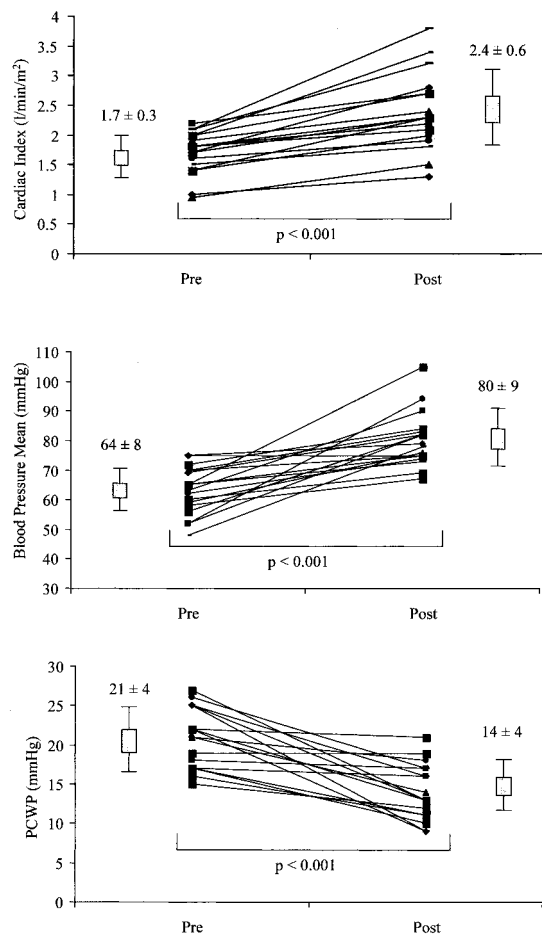 Cardiac Index (l/min/m²)
4
3.5
3
2.5
2
1.5
1
0.5
0
1.7 ± 0.3
2.4 ± 0.6
p < 0.001
Pre
Post
Blood Pressure Mean (mmHg)
110
100
90
80
70
60
50
40
30
64 ± 8
80 ± 9
p < 0.001
Pre
Post
PCWP (mmHg)
30
25
20
15
10
5
0
21 ± 4
14 ± 4
p < 0.001
Pre
Post